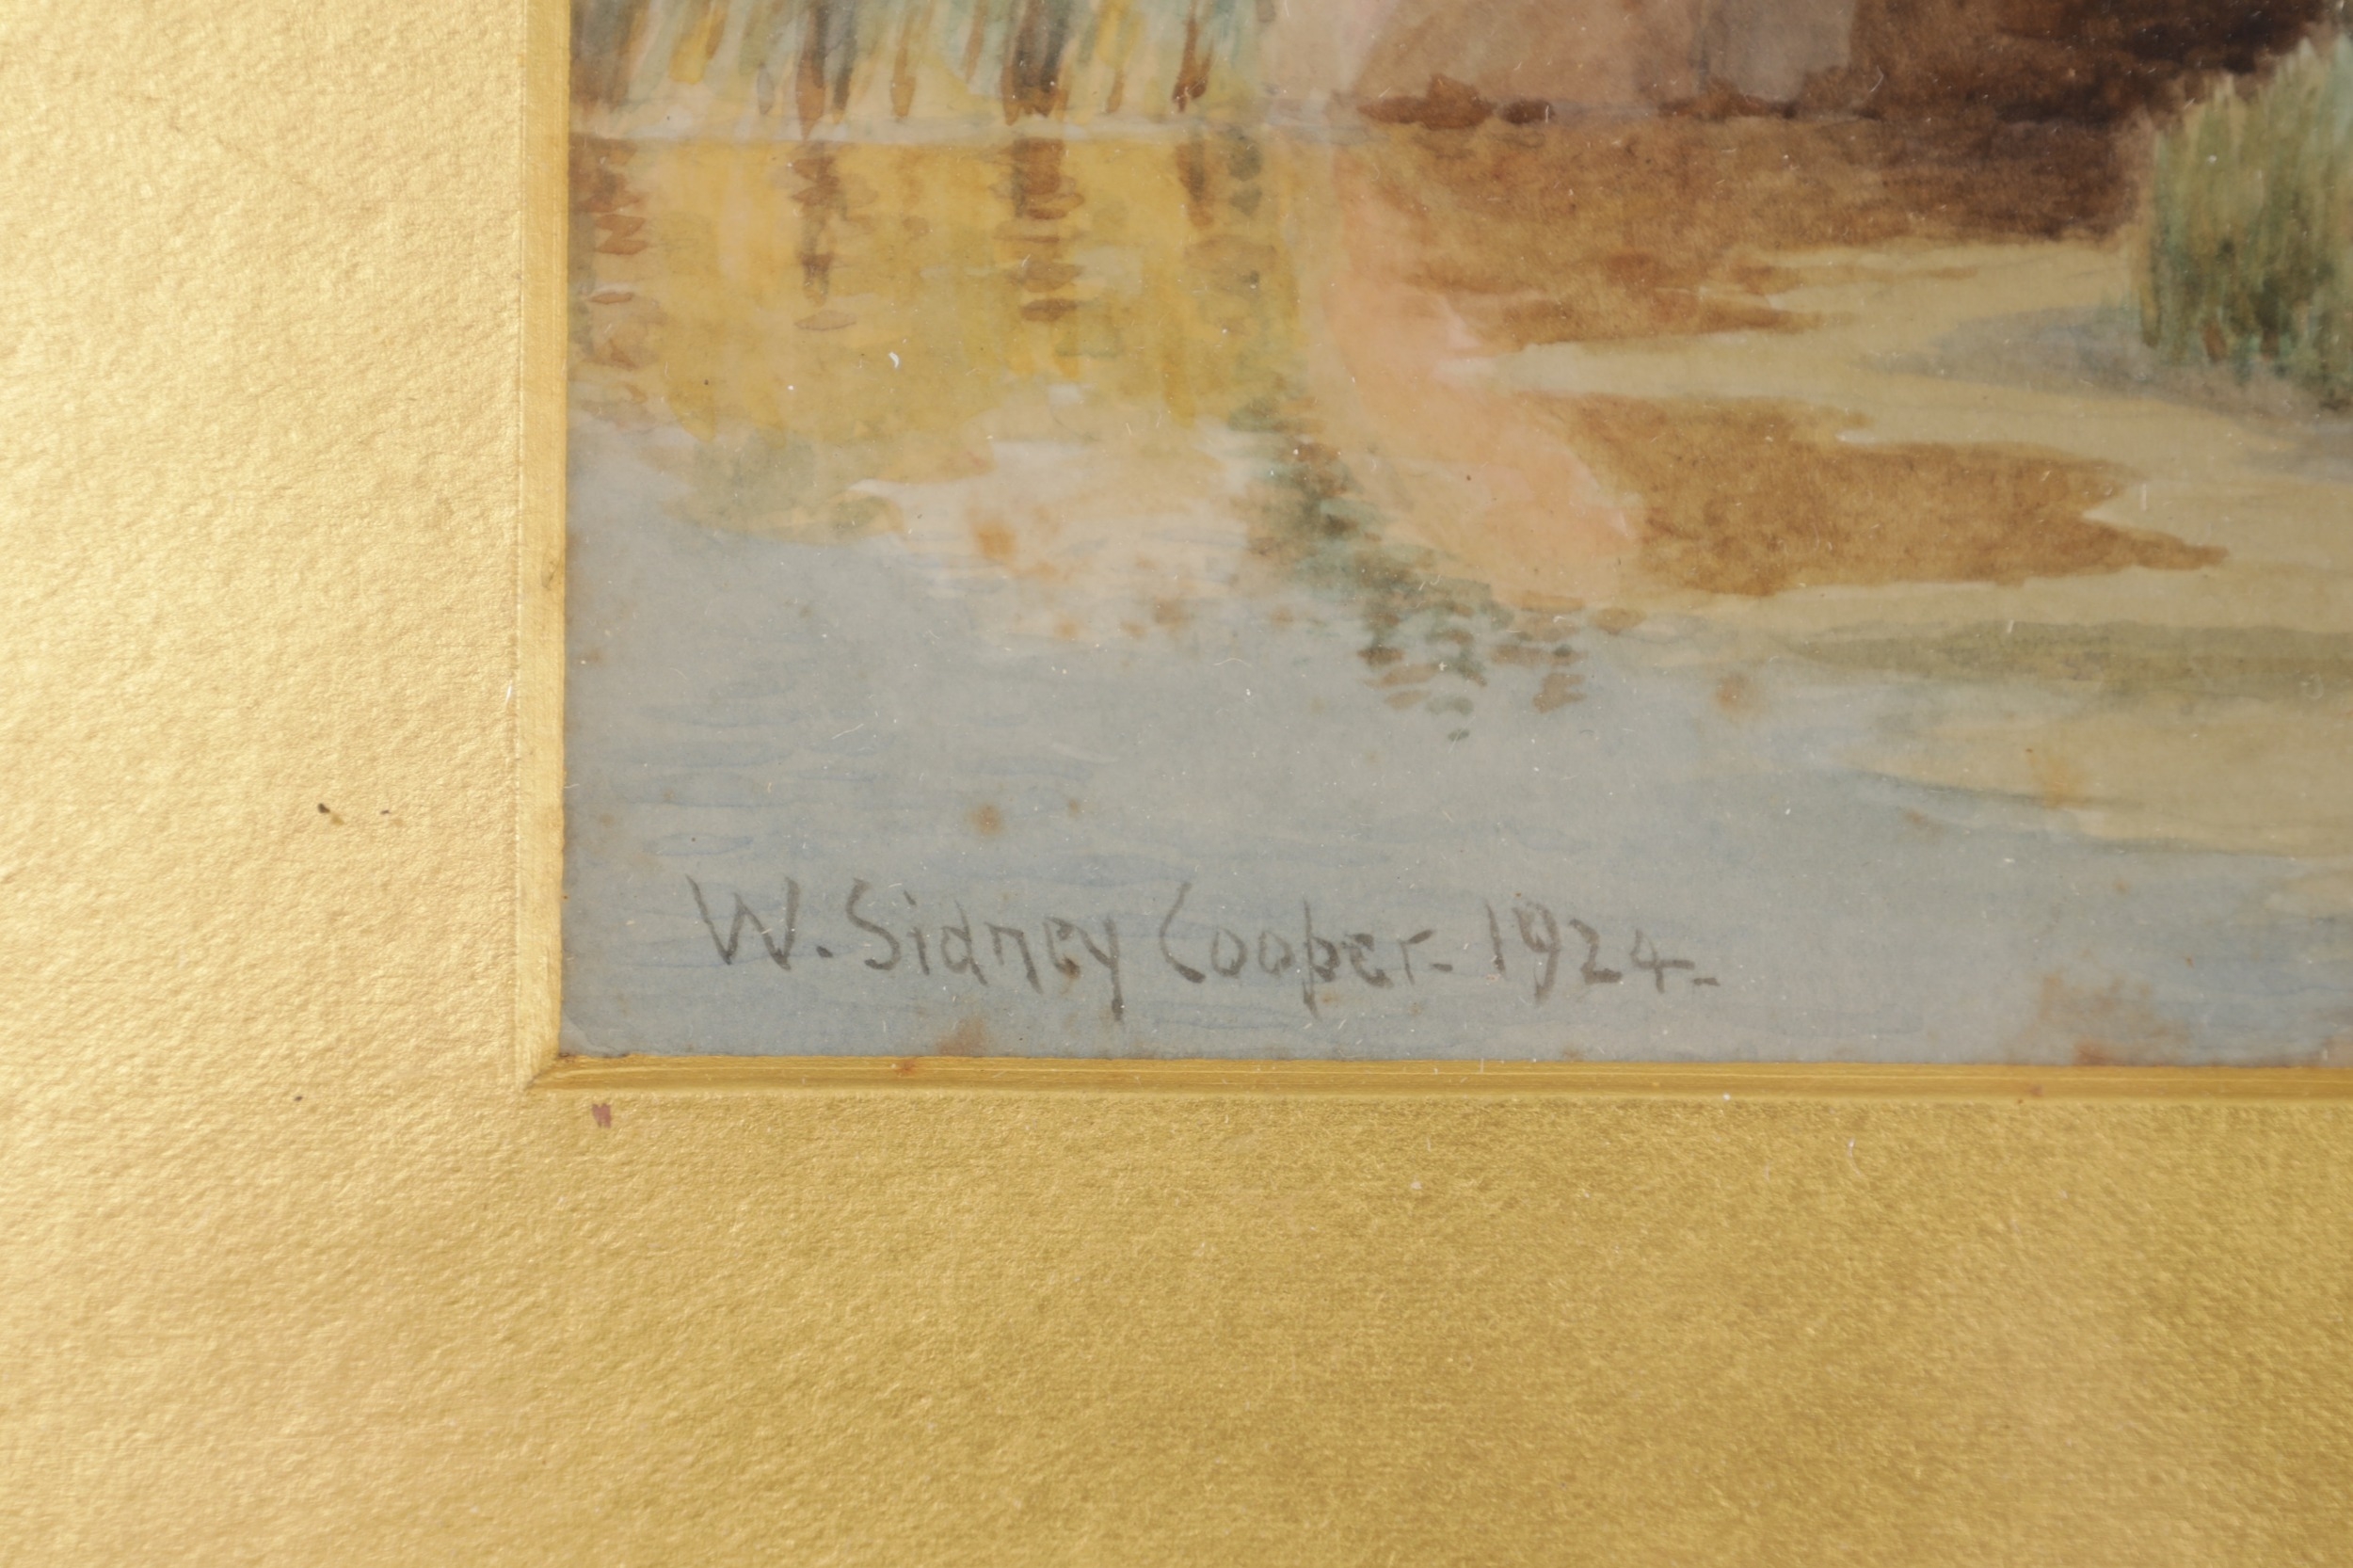 W. Sidney Cooper - 1924 -